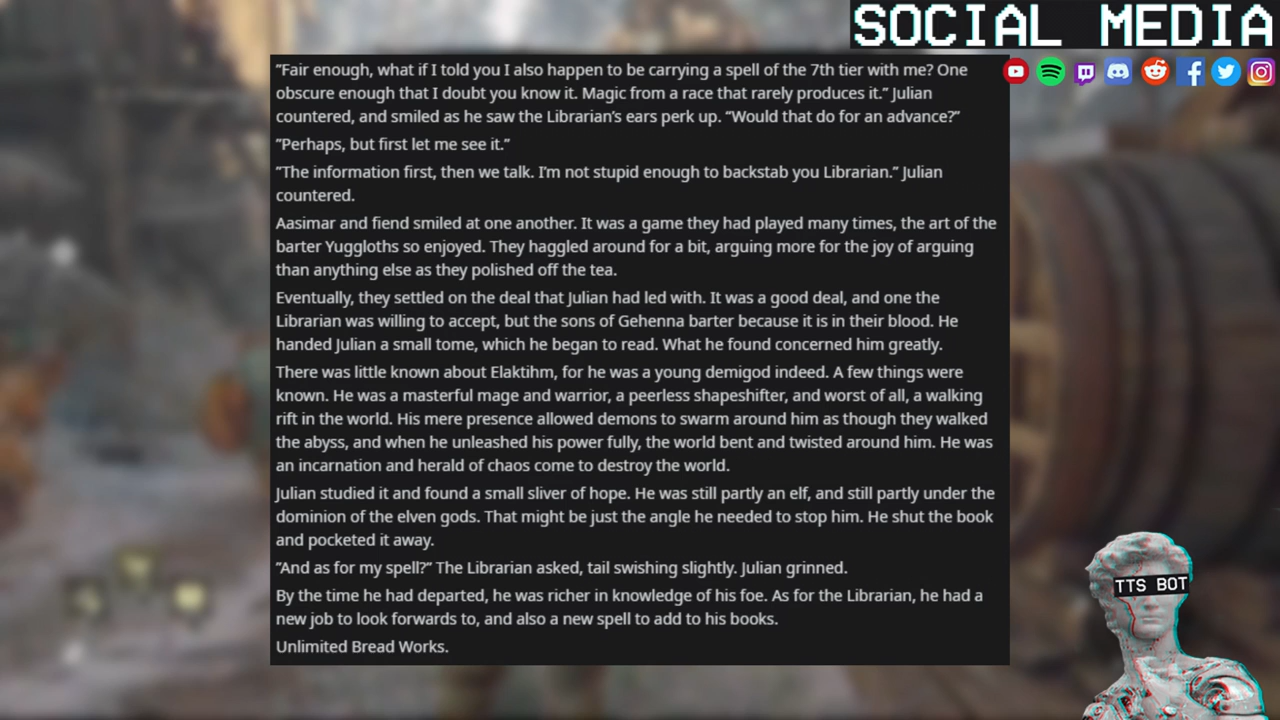 SOCIAL MEDIA
“Fair enough, what if I told you I also happen to be carrying a spell of the 7th tier with me? One
obscure enough that I doubt you know it. Magic from a race that rarely produces it.” Julian
countered, and smiled as he saw the Librarian’s ears perk up. “Would that do for an advance?”
“Perhaps, but first let me see it.”
“The information first, then we talk. I’m not stupid enough to backstab you Librarian.” Julian
countered.
Aasimar and fiend smiled at one another. It was a game they had played many times, the art of the
barter Yuggloths so enjoyed. They haggled around for a bit, arguing more for the joy of arguing
than anything else as they polished off the tea.
Eventually, they settled on the deal that Julian had led with. It was a good deal, and one the
Librarian was willing to accept, but the sons of Gehenna barter because it is in their blood. He
handed Julian a small tome, which he began to read. What he found concerned him greatly.
There was little known about Elaktihm, for he was a young demigod indeed. A few things were
known. He was a masterful mage and warrior, a peerless shapeshifter, and worst of all, a walking
rift in the world. His mere presence allowed demons to swarm around him as though they walked
the abyss, and when he unleashed his power fully, the world bent and twisted around him. He was
an incarnation and herald of chaos come to destroy the world.
Julian studied it and found a small sliver of hope. He was still partly an elf, and still partly under the
dominion of the elven gods. That might be just the angle he needed to stop him. He shut the book
and pocketed it away.
“And as for my spell?” The Librarian asked, tail swishing slightly. Julian grinned.
By the time he had departed, he was richer in knowledge of his foe. As for the Librarian, he had a
new job to look forwards to, and also a new spell to add to his books.
Unlimited Bread Works.
TTS BOT